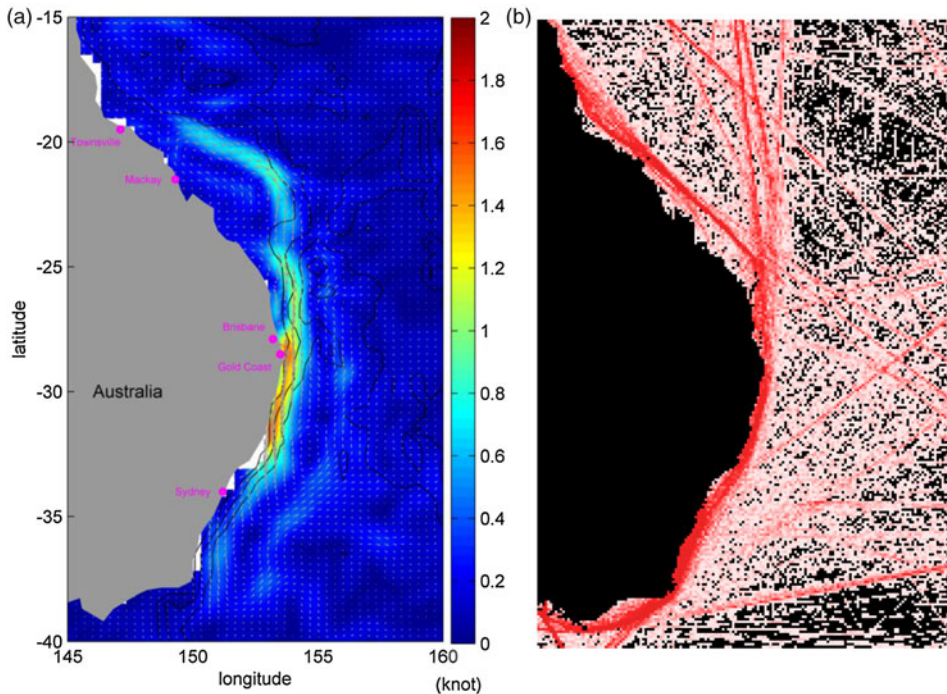 (a)
-15
-20
-25
-30
-35
-40
latitude
145
150
155
160
longitude
(knot)
Townsville
Mackay
Brisbane
Gold Coast
Australia
Sydney
2
1.8
1.6
1.4
1.2
1
0.8
0.6
0.4
0.2
0
(b)